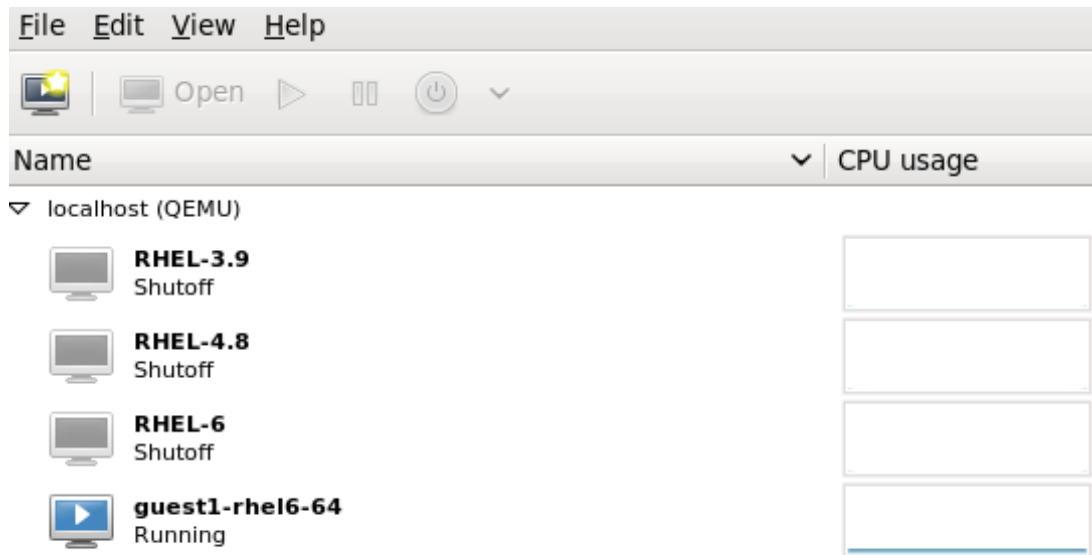 File Edit View Help
Open
Name CPU usage
localhost (QEMU)
RHEL-3.9
Shutoff
RHEL-4.8
Shutoff
RHEL-6
Shutoff
guest1-rhel6-64
Running